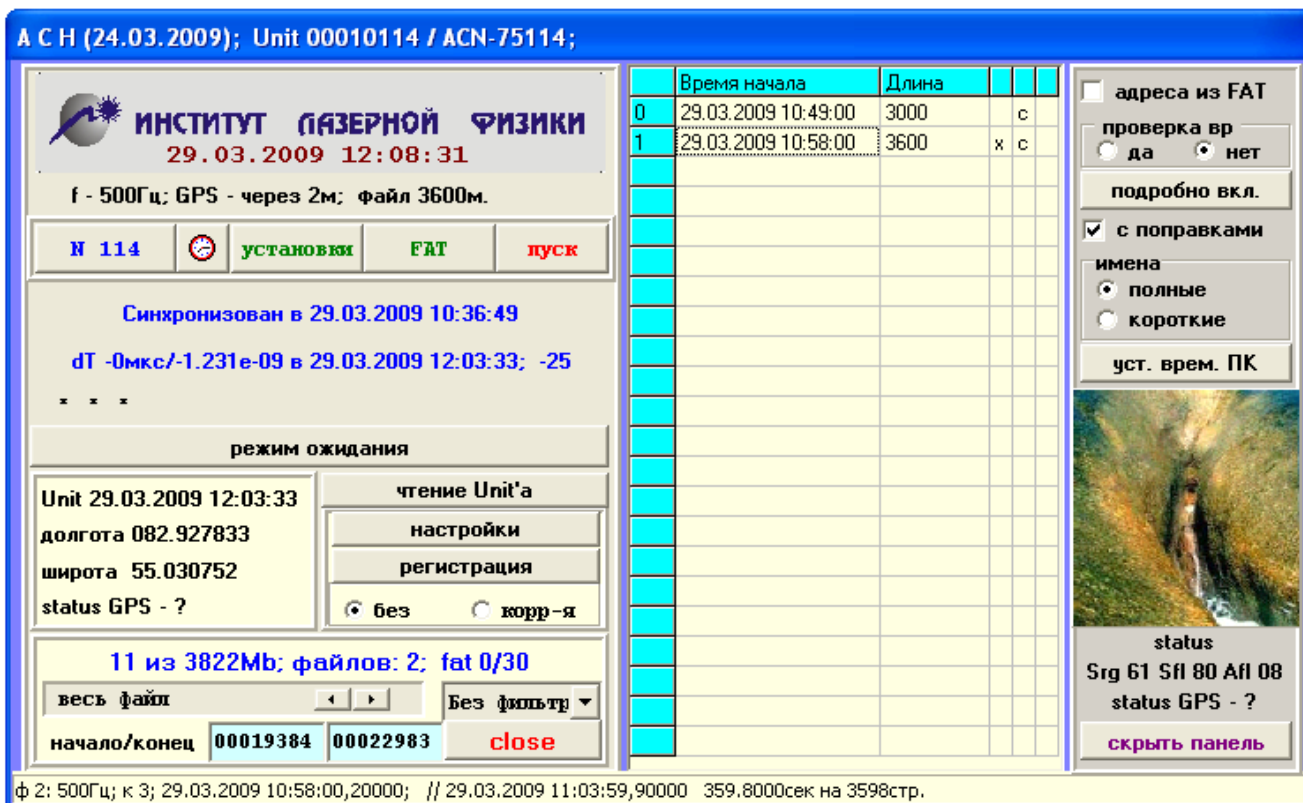 А С Н (24.03.2009); Unit 00010114 / ACN-75114;
ИНСТИТУТ ЛАЗЕРНОЙ ФИЗИКИ
29.03.2009 12:08:31
f - 500Гц; GPS - через 2м; файл 3600м.
N 114 установки FAT пуск
Синхронизован в 29.03.2009 10:36:49
dT -0мкс/-1.231e-09 в 29.03.2009 12:03:33; -25
* * *
режим ожидания
Unit 29.03.2009 12:03:33
долгота 082.927833
широта 55.030752
status GPS - ?
чтение Unit'а
настройки
регистрация
без корр-я
11 из 3822Mb; файлов: 2; fat 0/30
весь файл Без фильтр
начало/конец 00019384 00022983 close
Время начала Длина
0 29.03.2009 10:49:00 3000 с
1 29.03.2009 10:58:00 3600 x с
адреса из FAT
проверка вр
да нет
подробно вкл.
с поправками
имена
полные
короткие
уст. врем. ПК
status
Srg 61 Sfl 80 Afl 08
status GPS - ?
скрыть панель
ф 2: 500Гц; к 3; 29.03.2009 10:58:00,20000; // 29.03.2009 11:03:59,90000 359.8000сек на 3598стр.